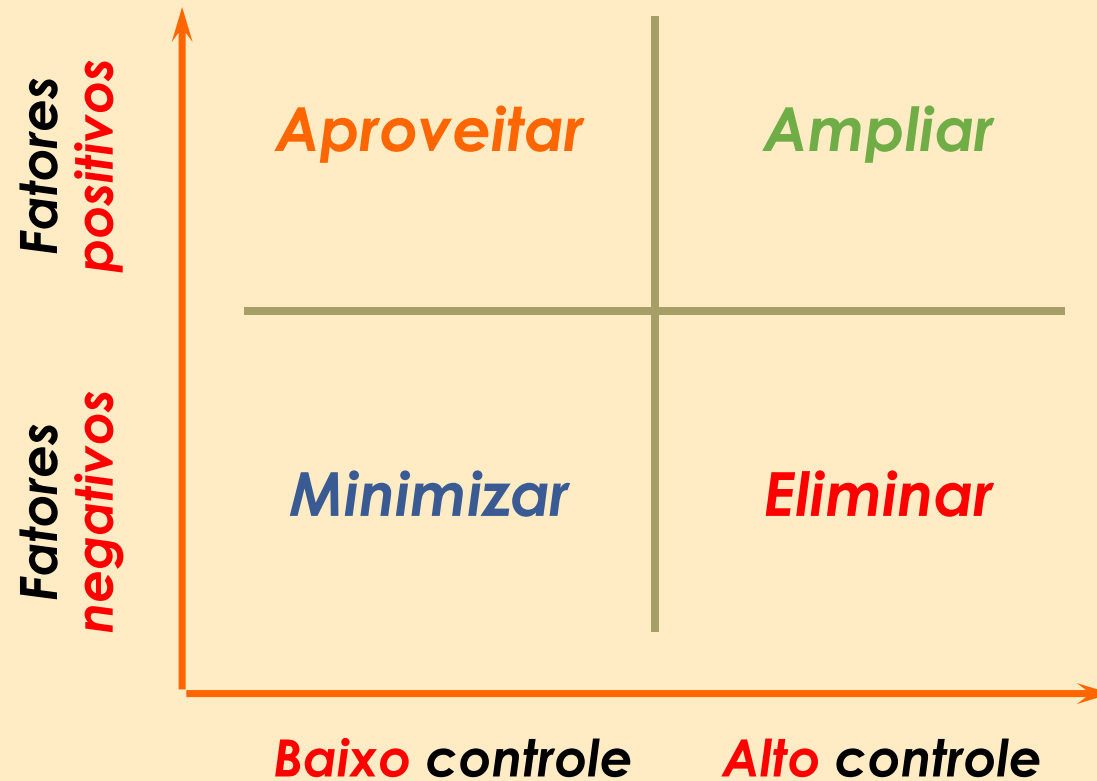 Fatores
positivos
Aproveitar
Ampliar
Fatores
negativos
Minimizar
Eliminar
Baixo controle
Alto controle